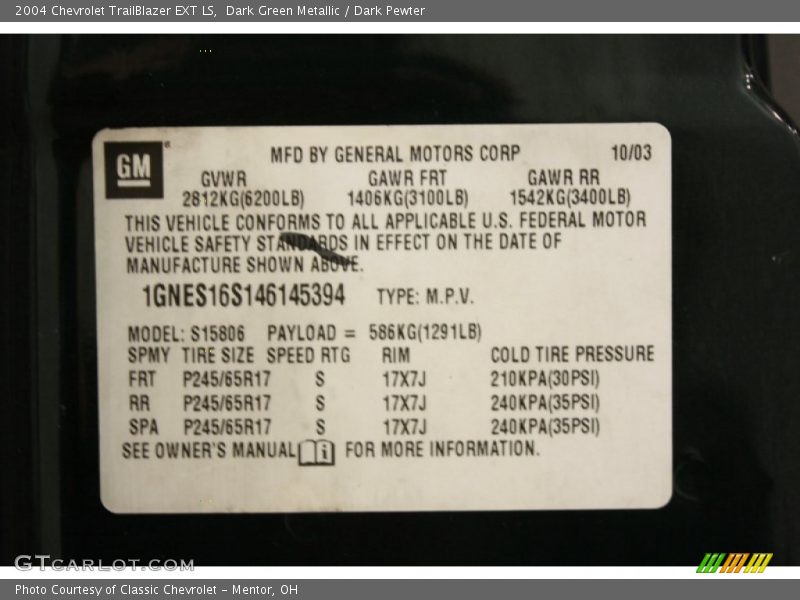 2004 Chevrolet TrailBlazer EXT LS,  Dark Green Metallic / Dark Pewter
GM
MFD BY GENERAL MOTORS CORP 10/03
GVWR GAWR FRT GAWR RR
2812KG(6200LB) 1406KG(3100LB) 1542KG(3400LB)
THIS VEHICLE CONFORMS TO ALL APPLICABLE U.S. FEDERAL MOTOR
VEHICLE SAFETY STANDARDS IN EFFECT ON THE DATE OF
MANUFACTURE SHOWN ABOVE.
1GNES16S146145394 TYPE: M.P.V.
MODEL: S15806 PAYLOAD = 586KG(1291LB)
SPMY TIRE SIZE SPEED RTG RIM COLD TIRE PRESSURE
FRT P245/65R17 S 17X7J 210KPA(30PSI)
RR P245/65R17 S 17X7J 240KPA(35PSI)
SPA P245/65R17 S 17X7J 240KPA(35PSI)
SEE OWNER'S MANUAL i FOR MORE INFORMATION.
GTCARLOT.COM
Photo Courtesy of Classic Chevrolet - Mentor, OH